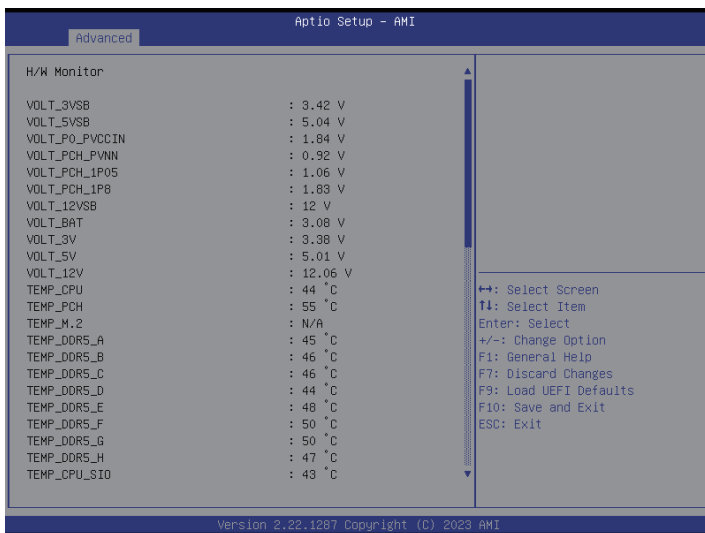 Aptio Setup – AMI
Advanced
H/W Monitor
VOLT_3VSB : 3.42 V
VOLT_5VSB : 5.04 V
VOLT_P0_PVCCIN : 1.84 V
VOLT_PCH_PVNN : 0.92 V
VOLT_PCH_1P05 : 1.06 V
VOLT_PCH_1P8 : 1.83 V
VOLT_12VSB : 12 V
VOLT_BAT : 3.08 V
VOLT_3V : 3.38 V
VOLT_5V : 5.01 V
VOLT_12V : 12.06 V
TEMP_CPU : 44 °C
TEMP_PCH : 55 °C
TEMP_M.2 : N/A
TEMP_DDR5_A : 45 °C
TEMP_DDR5_B : 46 °C
TEMP_DDR5_C : 46 °C
TEMP_DDR5_D : 44 °C
TEMP_DDR5_E : 48 °C
TEMP_DDR5_F : 50 °C
TEMP_DDR5_G : 50 °C
TEMP_DDR5_H : 47 °C
TEMP_CPU_SIO : 43 °C
↔: Select Screen
↑↓: Select Item
Enter: Select
+/-: Change Option
F1: General Help
F7: Discard Changes
F9: Load UEFI Defaults
F10: Save and Exit
ESC: Exit
Version 2.22.1287 Copyright (C) 2023 AMI